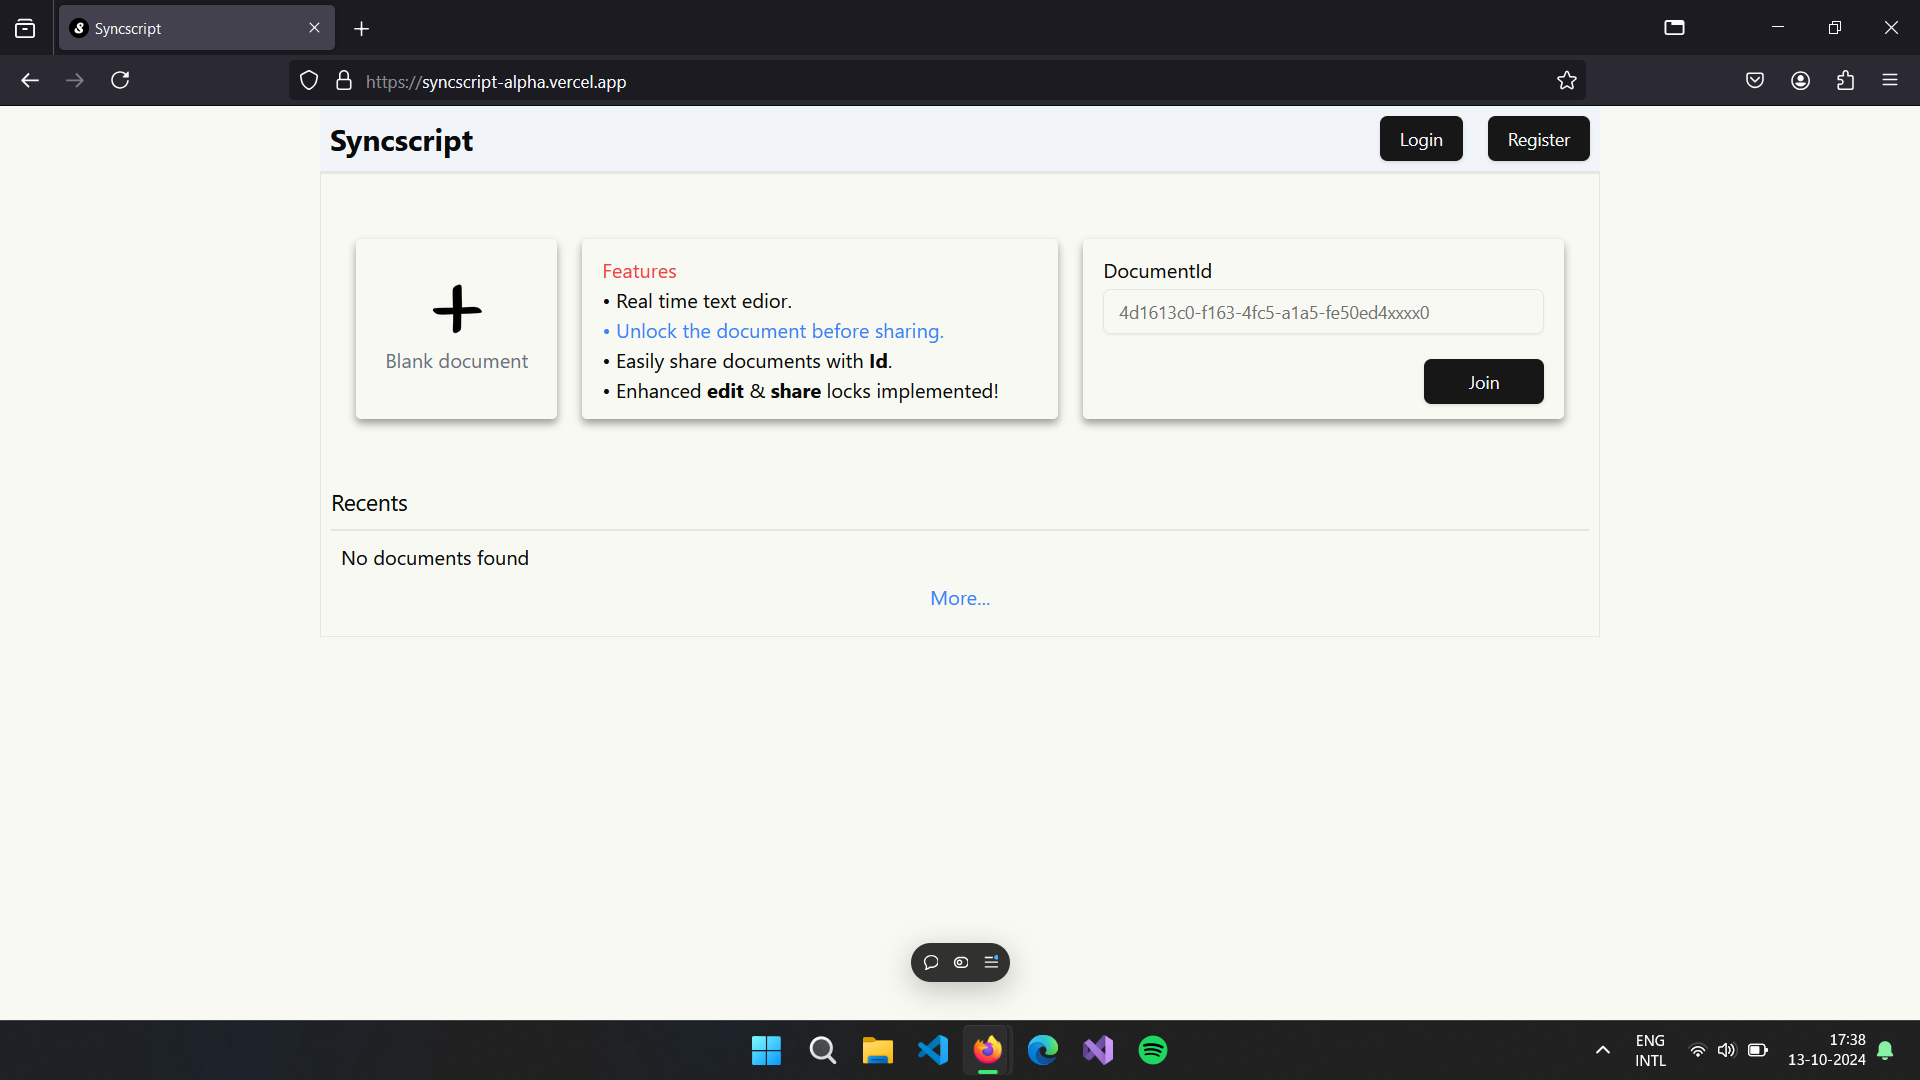 Syncscript
https://syncscript-alpha.vercel.app
Syncscript
Login
Register
Blank document
Features
• Real time text edior.
• Unlock the document before sharing.
• Easily share documents with Id.
• Enhanced edit & share locks implemented!
DocumentId
4d1613c0-f163-4fc5-a1a5-fe50ed4xxxx0
Join
Recents
No documents found
More...
ENG
INTL
17:38
13-10-2024